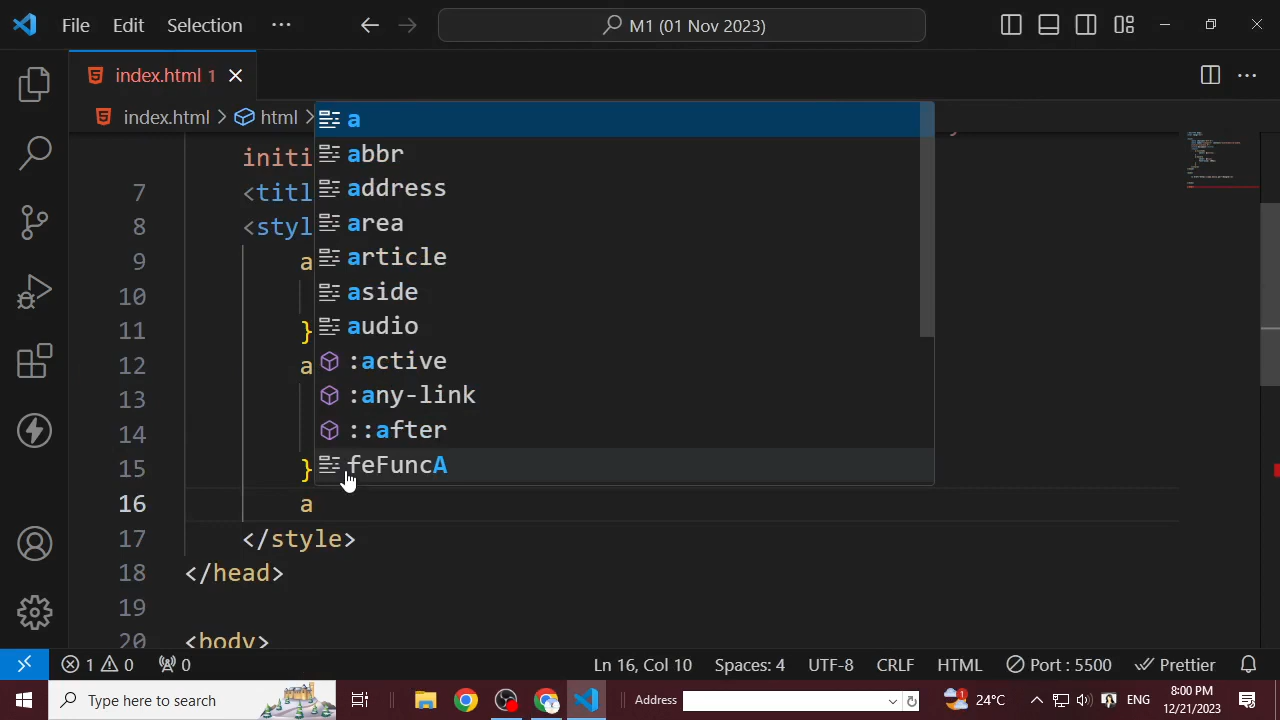 File Edit Selection ··· M1 (01 Nov 2023)
index.html 1
index.html > html >
a
abbr
address
area
article
aside
audio
:active
:any-link
::after
feFuncA
initi
7 <titl
8 <styl
9 a
10
11 }
12 a
13
14
15 }
16 a
17 </style>
18 </head>
19
20 <body>
1 0 0 Ln 16, Col 10 Spaces: 4 UTF-8 CRLF HTML Port : 5500 Prettier
Type here to search Address 24°C ENG 8:00 PM
12/21/2023